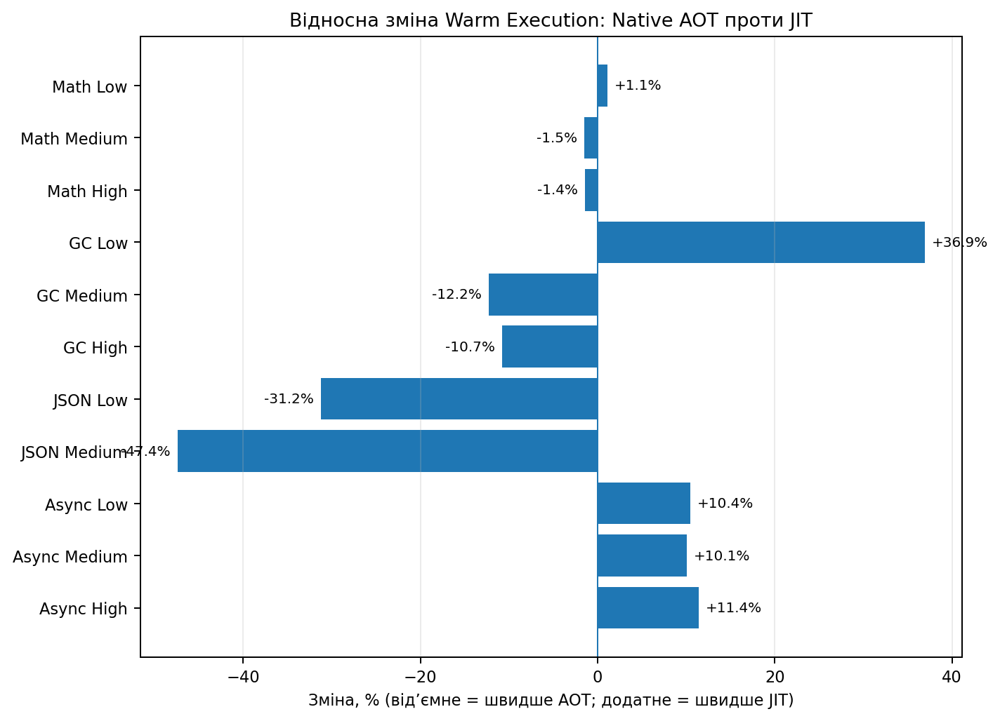 Відносна зміна Warm Execution: Native AOT проти JIT
Math Low
+1.1%
Math Medium
-1.5%
Math High
-1.4%
GC Low
+36.9%
GC Medium
-12.2%
GC High
-10.7%
JSON Low
-31.2%
JSON Medium
-47.4%
Async Low
+10.4%
Async Medium
+10.1%
Async High
+11.4%
−40
−20
0
20
40
Зміна, % (від’ємне = швидше AOT; додатне = швидше JIT)